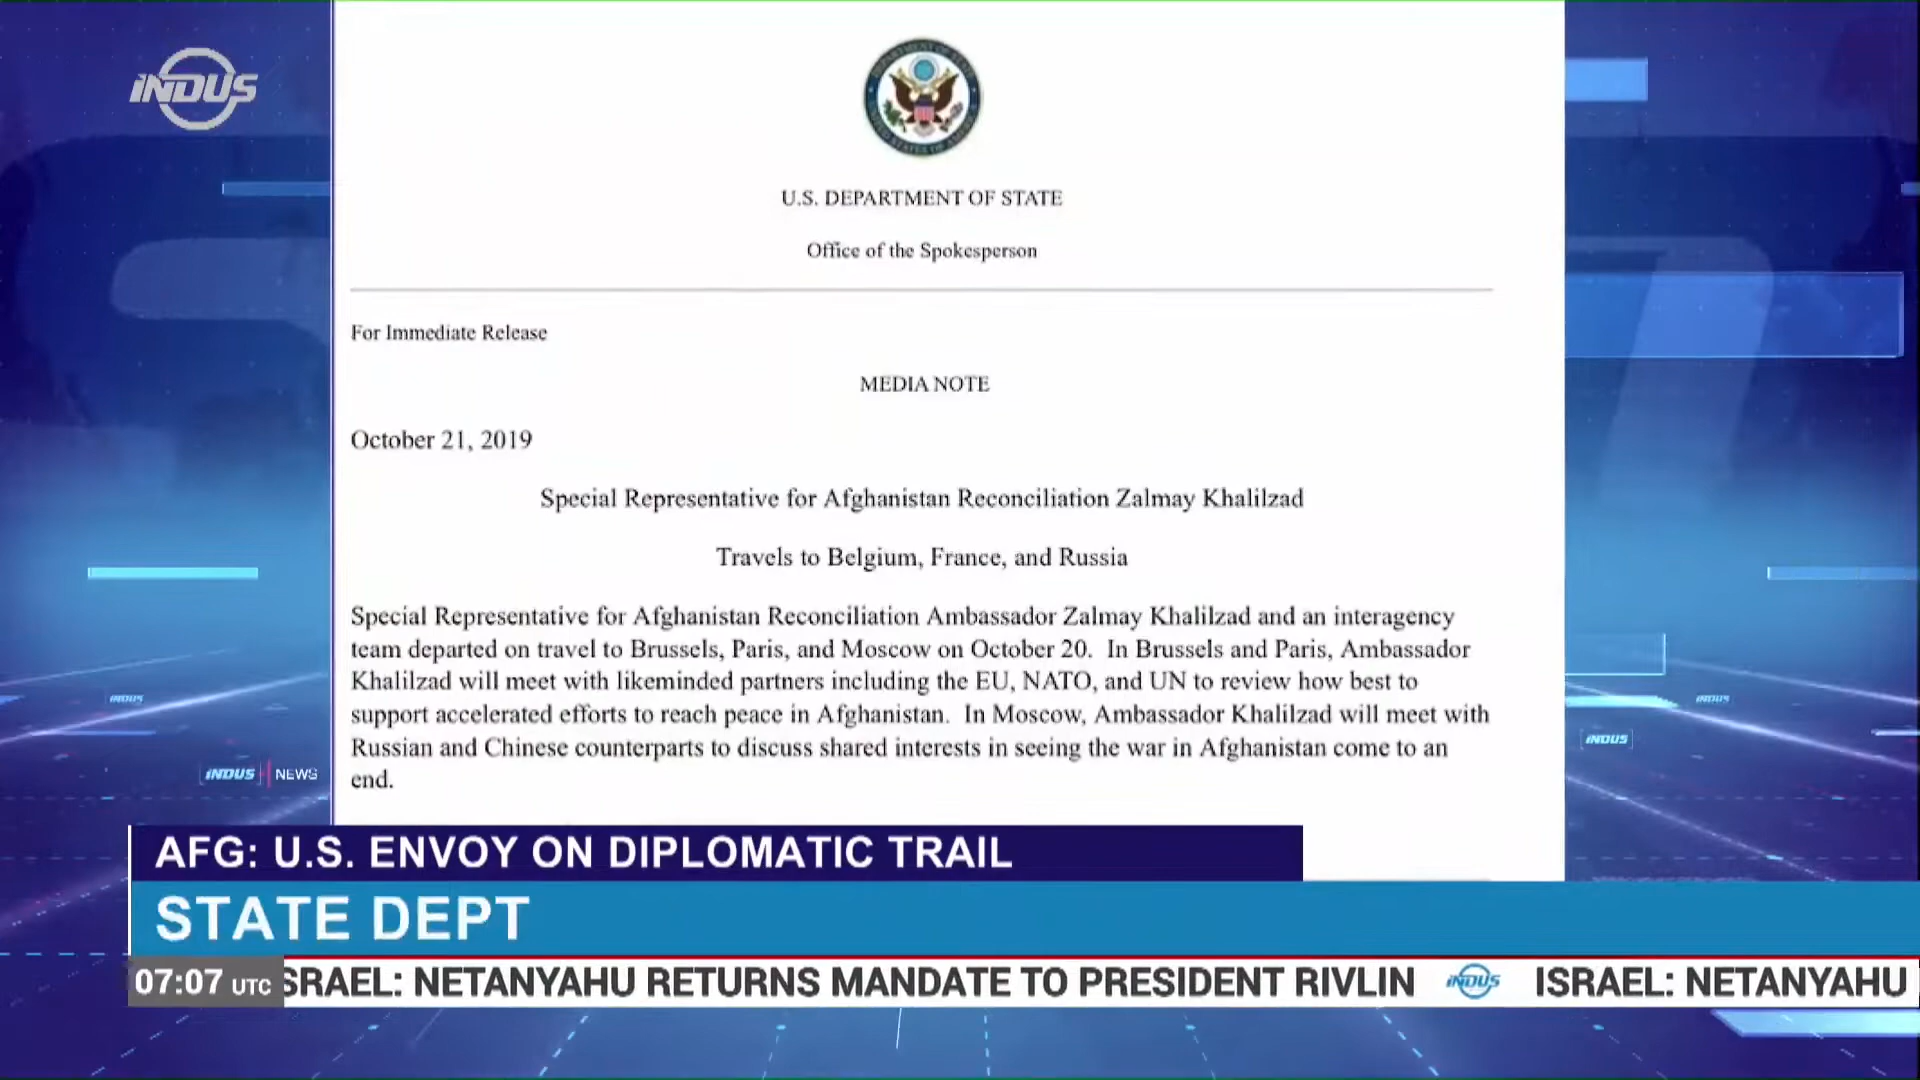 iNDUS
U.S. DEPARTMENT OF STATE
Office of the Spokesperson
For Immediate Release
MEDIA NOTE
October 21, 2019
Special Representative for Afghanistan Reconciliation Zalmay Khalilzad
Travels to Belgium, France, and Russia
Special Representative for Afghanistan Reconciliation Ambassador Zalmay Khalilzad and an interagency
team departed on travel to Brussels, Paris, and Moscow on October 20. In Brussels and Paris, Ambassador
Khalilzad will meet with likeminded partners including the EU, NATO, and UN to review how best to
support accelerated efforts to reach peace in Afghanistan. In Moscow, Ambassador Khalilzad will meet with
Russian and Chinese counterparts to discuss shared interests in seeing the war in Afghanistan come to an
end.
iNDUS
iNDUS
iNDUS
iNDUS | NEWS
AFG: U.S. ENVOY ON DIPLOMATIC TRAIL
STATE DEPT
07:07 UTC SRAEL: NETANYAHU RETURNS MANDATE TO PRESIDENT RIVLIN iNDUS ISRAEL: NETANYAHU